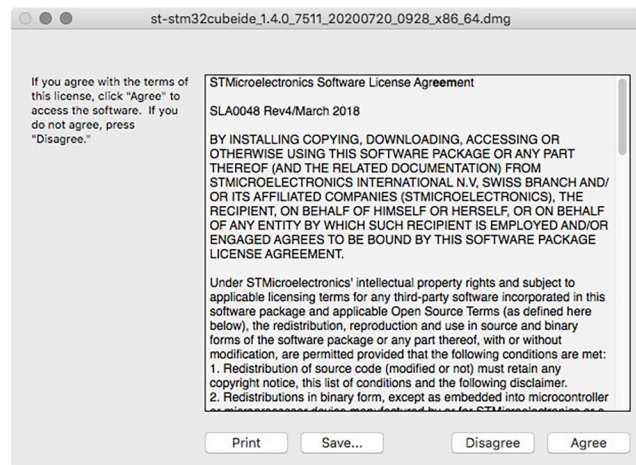 st-stm32cubeide_1.4.0_7511_20200720_0928_x86_64.dmg
If you agree with the terms of
this license, click "Agree" to
access the software. If you
do not agree, press
"Disagree."
STMicroelectronics Software License Agreement
SLA0048 Rev4/March 2018
BY INSTALLING COPYING, DOWNLOADING, ACCESSING OR
OTHERWISE USING THIS SOFTWARE PACKAGE OR ANY PART
THEREOF (AND THE RELATED DOCUMENTATION) FROM
STMICROELECTRONICS INTERNATIONAL N.V, SWISS BRANCH AND/
OR ITS AFFILIATED COMPANIES (STMICROELECTRONICS), THE
RECIPIENT, ON BEHALF OF HIMSELF OR HERSELF, OR ON BEHALF
OF ANY ENTITY BY WHICH SUCH RECIPIENT IS EMPLOYED AND/OR
ENGAGED AGREES TO BE BOUND BY THIS SOFTWARE PACKAGE
LICENSE AGREEMENT.
Under STMicroelectronics' intellectual property rights and subject to
applicable licensing terms for any third-party software incorporated in this
software package and applicable Open Source Terms (as defined here
below), the redistribution, reproduction and use in source and binary
forms of the software package or any part thereof, with or without
modification, are permitted provided that the following conditions are met:
1. Redistribution of source code (modified or not) must retain any
copyright notice, this list of conditions and the following disclaimer.
2. Redistributions in binary form, except as embedded into microcontroller
or microprocessor device manufactured by or for STMicroelectronics or a
Print
Save...
Disagree
Agree